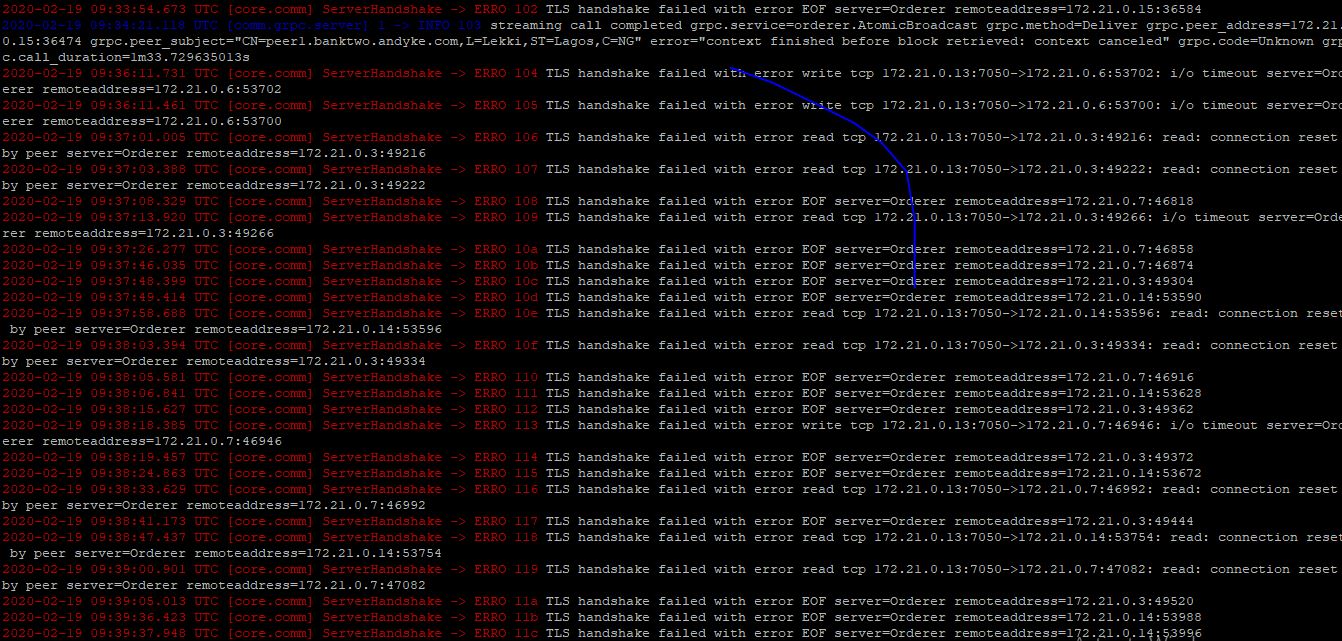 2020-02-19 09:33:54.673 UTC [core.comm] ServerHandshake -> ERRO 102 TLS handshake failed with error EOF server=Orderer remoteaddress=172.21.0.15:36584
2020-02-19 09:34:21.118 UTC [comm.grpc.server] 1 -> INFO 103 streaming call completed grpc.service=orderer.AtomicBroadcast grpc.method=Deliver grpc.peer_address=172.21.
0.15:36474 grpc.peer_subject="CN=peer1.banktwo.andyke.com,L=Lekki,ST=Lagos,C=NG" error="context finished before block retrieved: context canceled" grpc.code=Unknown grp
c.call_duration=1m33.729635013s
2020-02-19 09:36:11.731 UTC [core.comm] ServerHandshake -> ERRO 104 TLS handshake failed with error write tcp 172.21.0.13:7050->172.21.0.6:53702: i/o timeout server=Ord
erer remoteaddress=172.21.0.6:53702
2020-02-19 09:36:11.461 UTC [core.comm] ServerHandshake -> ERRO 105 TLS handshake failed with error write tcp 172.21.0.13:7050->172.21.0.6:53700: i/o timeout server=Ord
erer remoteaddress=172.21.0.6:53700
2020-02-19 09:37:01.005 UTC [core.comm] ServerHandshake -> ERRO 106 TLS handshake failed with error read tcp 172.21.0.13:7050->172.21.0.3:49216: read: connection reset
by peer server=Orderer remoteaddress=172.21.0.3:49216
2020-02-19 09:37:03.388 UTC [core.comm] ServerHandshake -> ERRO 107 TLS handshake failed with error read tcp 172.21.0.13:7050->172.21.0.3:49222: read: connection reset
by peer server=Orderer remoteaddress=172.21.0.3:49222
2020-02-19 09:37:08.329 UTC [core.comm] ServerHandshake -> ERRO 108 TLS handshake failed with error EOF server=Orderer remoteaddress=172.21.0.7:46818
2020-02-19 09:37:13.920 UTC [core.comm] ServerHandshake -> ERRO 109 TLS handshake failed with error read tcp 172.21.0.13:7050->172.21.0.3:49266: i/o timeout server=Orde
rer remoteaddress=172.21.0.3:49266
2020-02-19 09:37:26.277 UTC [core.comm] ServerHandshake -> ERRO 10a TLS handshake failed with error EOF server=Orderer remoteaddress=172.21.0.7:46858
2020-02-19 09:37:46.035 UTC [core.comm] ServerHandshake -> ERRO 10b TLS handshake failed with error EOF server=Orderer remoteaddress=172.21.0.7:46874
2020-02-19 09:37:48.399 UTC [core.comm] ServerHandshake -> ERRO 10c TLS handshake failed with error EOF server=Orderer remoteaddress=172.21.0.3:49304
2020-02-19 09:37:49.414 UTC [core.comm] ServerHandshake -> ERRO 10d TLS handshake failed with error EOF server=Orderer remoteaddress=172.21.0.14:53590
2020-02-19 09:37:58.688 UTC [core.comm] ServerHandshake -> ERRO 10e TLS handshake failed with error read tcp 172.21.0.13:7050->172.21.0.14:53596: read: connection reset
by peer server=Orderer remoteaddress=172.21.0.14:53596
2020-02-19 09:38:03.394 UTC [core.comm] ServerHandshake -> ERRO 10f TLS handshake failed with error read tcp 172.21.0.13:7050->172.21.0.3:49334: read: connection reset
by peer server=Orderer remoteaddress=172.21.0.3:49334
2020-02-19 09:38:05.581 UTC [core.comm] ServerHandshake -> ERRO 110 TLS handshake failed with error EOF server=Orderer remoteaddress=172.21.0.7:46916
2020-02-19 09:38:06.841 UTC [core.comm] ServerHandshake -> ERRO 111 TLS handshake failed with error EOF server=Orderer remoteaddress=172.21.0.14:53628
2020-02-19 09:38:15.627 UTC [core.comm] ServerHandshake -> ERRO 112 TLS handshake failed with error EOF server=Orderer remoteaddress=172.21.0.3:49362
2020-02-19 09:38:18.385 UTC [core.comm] ServerHandshake -> ERRO 113 TLS handshake failed with error write tcp 172.21.0.13:7050->172.21.0.7:46946: i/o timeout server=Ord
erer remoteaddress=172.21.0.7:46946
2020-02-19 09:38:19.457 UTC [core.comm] ServerHandshake -> ERRO 114 TLS handshake failed with error EOF server=Orderer remoteaddress=172.21.0.3:49372
2020-02-19 09:38:24.863 UTC [core.comm] ServerHandshake -> ERRO 115 TLS handshake failed with error EOF server=Orderer remoteaddress=172.21.0.14:53672
2020-02-19 09:38:33.629 UTC [core.comm] ServerHandshake -> ERRO 116 TLS handshake failed with error read tcp 172.21.0.13:7050->172.21.0.7:46992: read: connection reset
by peer server=Orderer remoteaddress=172.21.0.7:46992
2020-02-19 09:38:41.173 UTC [core.comm] ServerHandshake -> ERRO 117 TLS handshake failed with error EOF server=Orderer remoteaddress=172.21.0.3:49444
2020-02-19 09:38:47.437 UTC [core.comm] ServerHandshake -> ERRO 118 TLS handshake failed with error read tcp 172.21.0.13:7050->172.21.0.14:53754: read: connection reset
by peer server=Orderer remoteaddress=172.21.0.14:53754
2020-02-19 09:39:00.901 UTC [core.comm] ServerHandshake -> ERRO 119 TLS handshake failed with error read tcp 172.21.0.13:7050->172.21.0.7:47082: read: connection reset
by peer server=Orderer remoteaddress=172.21.0.7:47082
2020-02-19 09:39:05.013 UTC [core.comm] ServerHandshake -> ERRO 11a TLS handshake failed with error EOF server=Orderer remoteaddress=172.21.0.3:49520
2020-02-19 09:39:36.423 UTC [core.comm] ServerHandshake -> ERRO 11b TLS handshake failed with error EOF server=Orderer remoteaddress=172.21.0.14:53988
2020-02-19 09:39:37.948 UTC [core.comm] ServerHandshake -> ERRO 11c TLS handshake failed with error EOF server=Orderer remoteaddress=172.21.0.14:53996